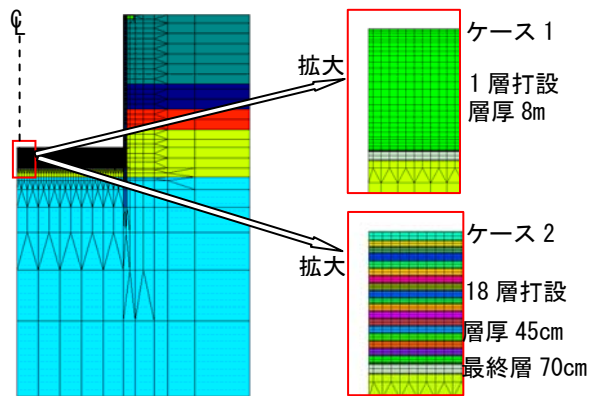 ℄
拡大
ケース 1
1 層打設
層厚 8m
拡大
ケース 2
18 層打設
層厚 45cm
最終層 70cm